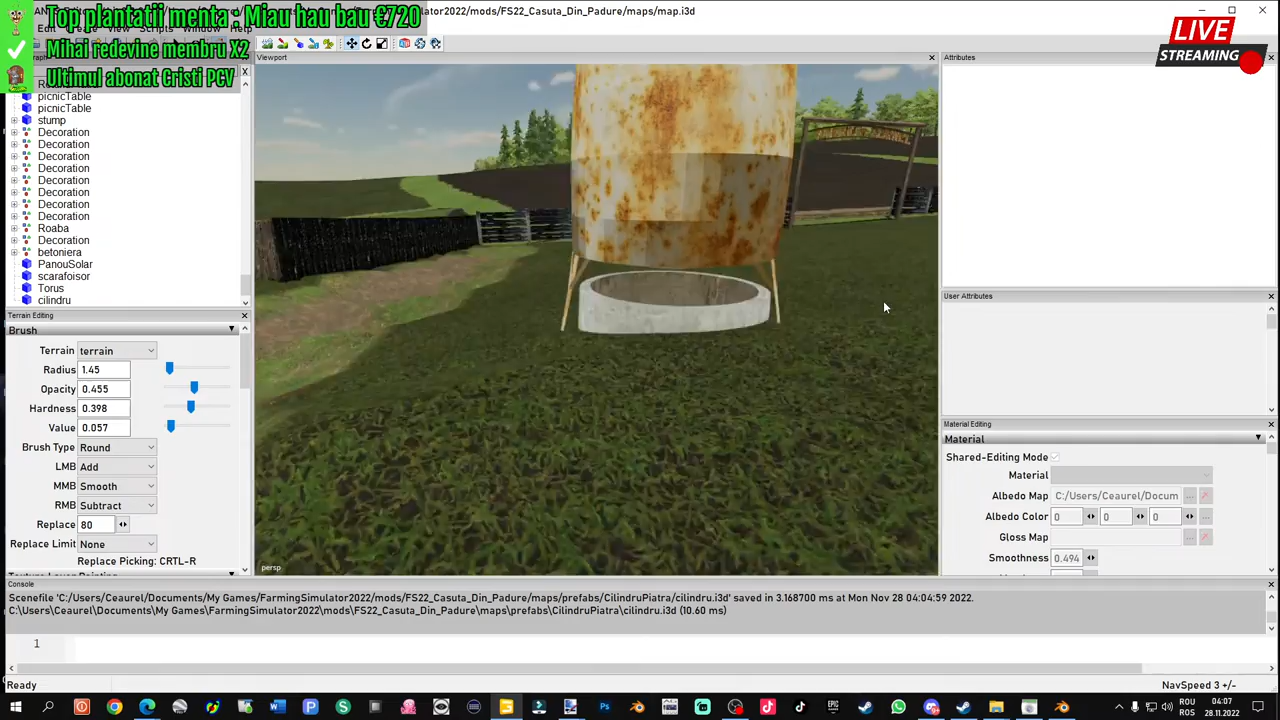 Top plantatii menta : Miau hau bau €720
Mihai redevine membru X2
Ultimul abonat Cristi PCV
Scripts
Window
Help
Farming Simulator2022/mods/FS22_Casuta_Din_Padure/maps/map.i3d
LIVE
STREAMING
Viewport
Attributes
picnicTable
picnicTable
stump
Decoration
Decoration
Decoration
Decoration
Decoration
Decoration
Decoration
Decoration
Roaba
Decoration
betoniera
PanouSolar
scarafoisor
Torus
cilindru
Terrain Editing
Brush
Terrain terrain
Radius 1.45
Opacity 0.455
Hardness 0.398
Value 0.057
Brush Type Round
LMB Add
MMB Smooth
RMB Subtract
Replace 80
Replace Limit None
Replace Picking: CRTL-R
Texture Layer Painting
persp
User Attributes
Material Editing
Material
Shared-Editing Mode
Material
Albedo Map C:/Users/Ceaurel/Docum ...
Albedo Color 0 0 0 ...
Gloss Map ...
Smoothness 0.494
Console
Scenefile 'C:/Users/Ceaurel/Documents/My Games/FarmingSimulator2022/mods/FS22_Casuta_Din_Padure/maps/prefabs/CilindruPiatra/cilindru.i3d' saved in 3.168700 ms at Mon Nov 28 04:04:59 2022.
C:\Users\Ceaurel\Documents\My Games\FarmingSimulator2022\mods\FS22_Casuta_Din_Padure\maps\prefabs\CilindruPiatra\cilindru.i3d (10.60 ms)
1
Ready
NavSpeed 3 +/-
ROU
ROS
04:07
28.11.2022